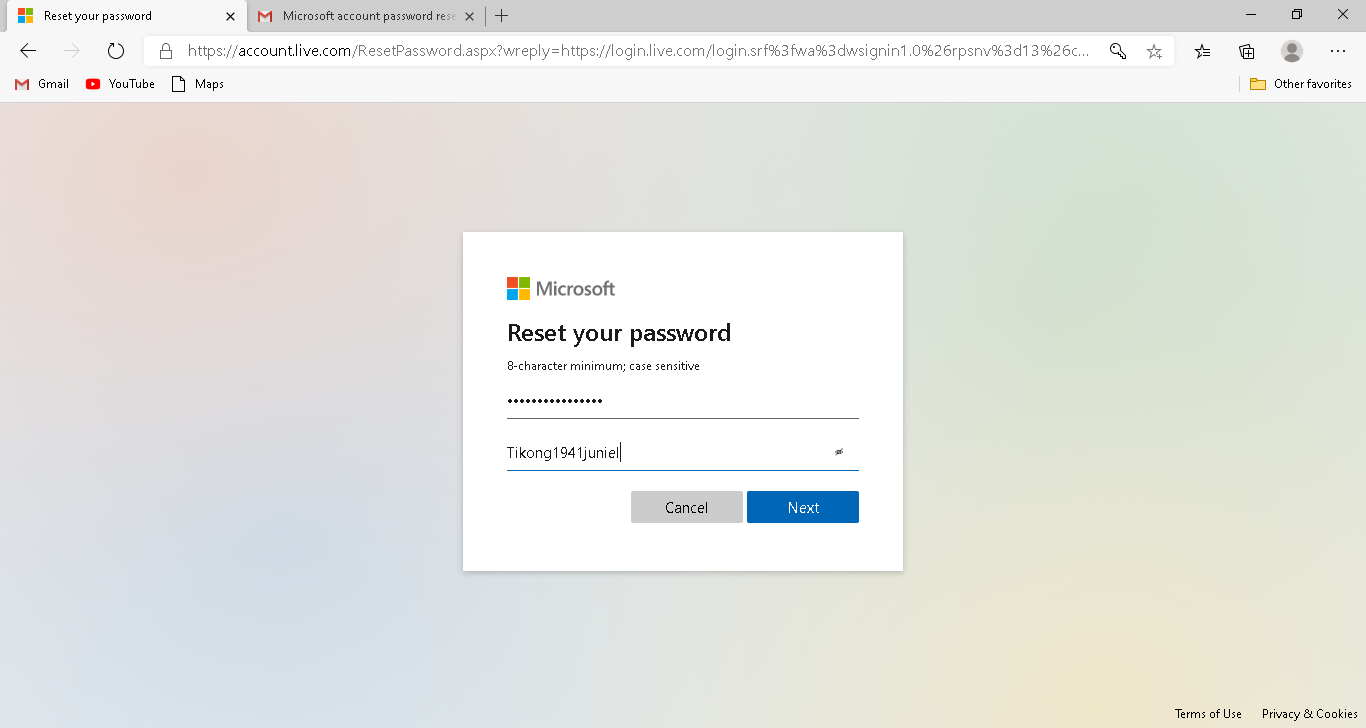 Reset your password
Microsoft account password rese
https://account.live.com/ResetPassword.aspx?wreply=https://login.live.com/login.srf%3fwa%3dwsignin1.0%26rpsnv%3d13%26c...
Gmail YouTube Maps Other favorites
Microsoft
Reset your password
8-character minimum; case sensitive
••••••••••••••••
Tikong1941juniel
Cancel Next
Terms of Use Privacy & Cookies